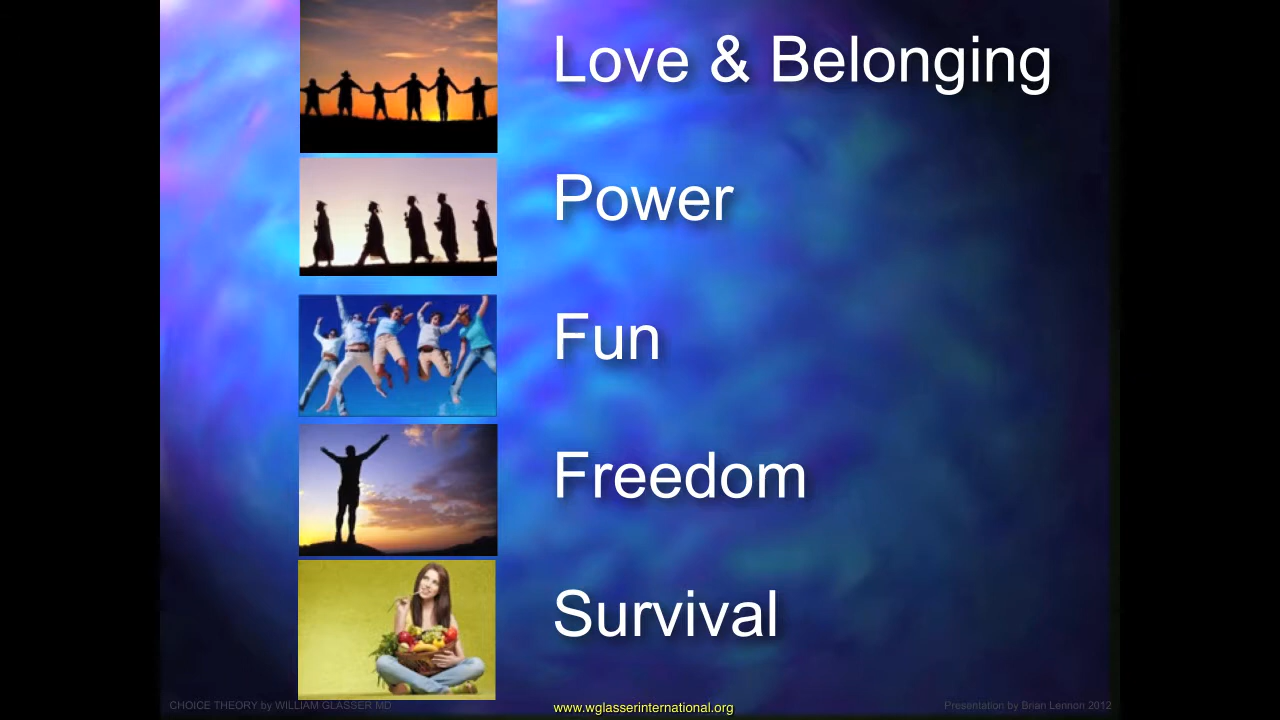 Love & Belonging
Power
Fun
Freedom
Survival
CHOICE THEORY by WILLIAM GLASSER MD
www.wglasserinternational.org
Presentation by Brian Lennon 2012